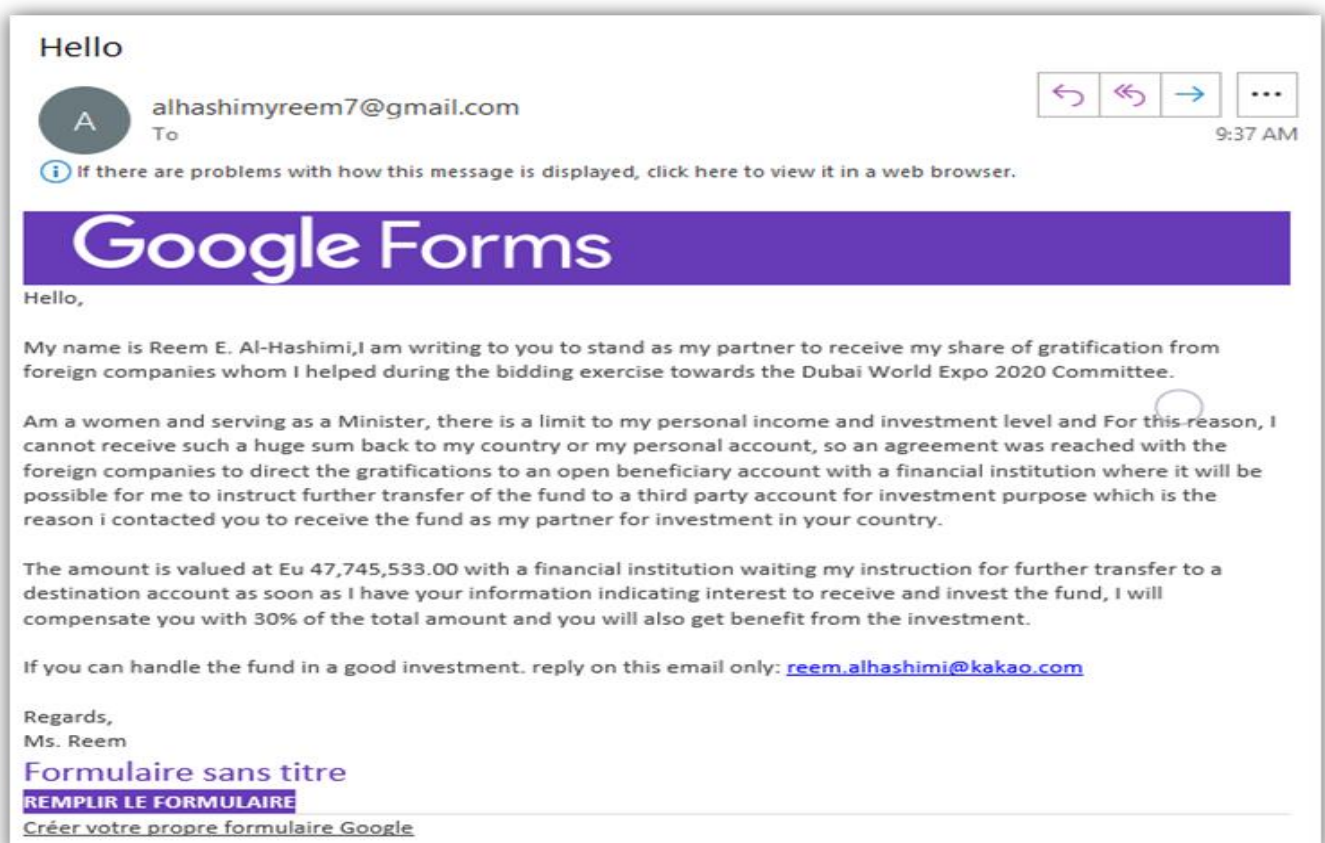 Hello
A
alhashimyreem7@gmail.com
To
9:37 AM
If there are problems with how this message is displayed, click here to view it in a web browser.
Google Forms
Hello,
My name is Reem E. Al-Hashimi,I am writing to you to stand as my partner to receive my share of gratification from
foreign companies whom I helped during the bidding exercise towards the Dubai World Expo 2020 Committee.
Am a women and serving as a Minister, there is a limit to my personal income and investment level and For this reason, I
cannot receive such a huge sum back to my country or my personal account, so an agreement was reached with the
foreign companies to direct the gratifications to an open beneficiary account with a financial institution where it will be
possible for me to instruct further transfer of the fund to a third party account for investment purpose which is the
reason i contacted you to receive the fund as my partner for investment in your country.
The amount is valued at Eu 47,745,533.00 with a financial institution waiting my instruction for further transfer to a
destination account as soon as I have your information indicating interest to receive and invest the fund, I will
compensate you with 30% of the total amount and you will also get benefit from the investment.
If you can handle the fund in a good investment. reply on this email only: reem.alhashimi@kakao.com
Regards,
Ms. Reem
Formulaire sans titre
REMPLIR LE FORMULAIRE
Créer votre propre formulaire Google